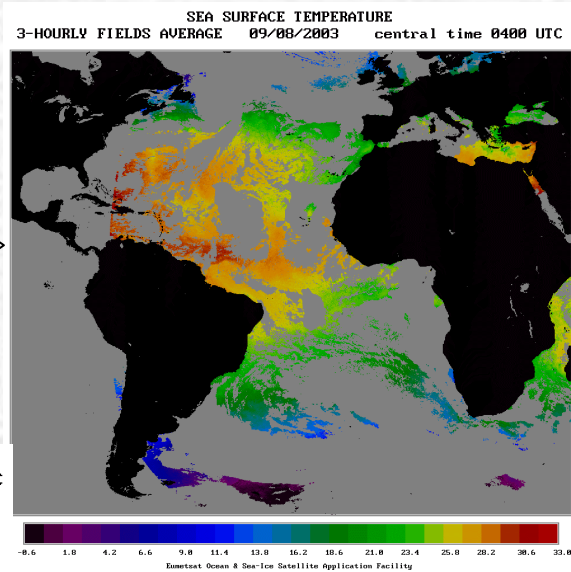 SEA SURFACE TEMPERATURE
3-HOURLY FIELDS AVERAGE 09/08/2003 central time 0400 UTC
-0.6 1.8 4.2 6.6 9.0 11.4 13.8 16.2 18.6 21.0 23.4 25.8 28.2 30.6 33.0
Eumetsat Ocean & Sea-Ice Satellite Application Facility